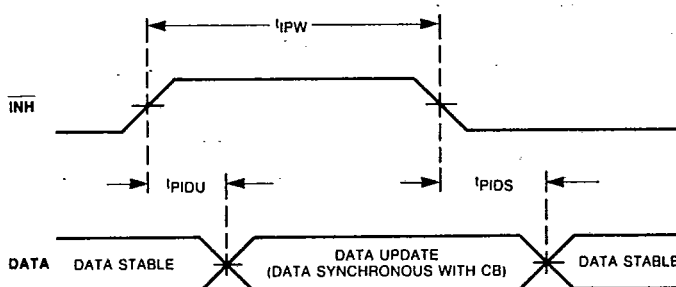 tIPW
INH
tPIDU
tPIDS
DATA
DATA STABLE
DATA UPDATE
(DATA SYNCHRONOUS WITH CB)
DATA STABLE